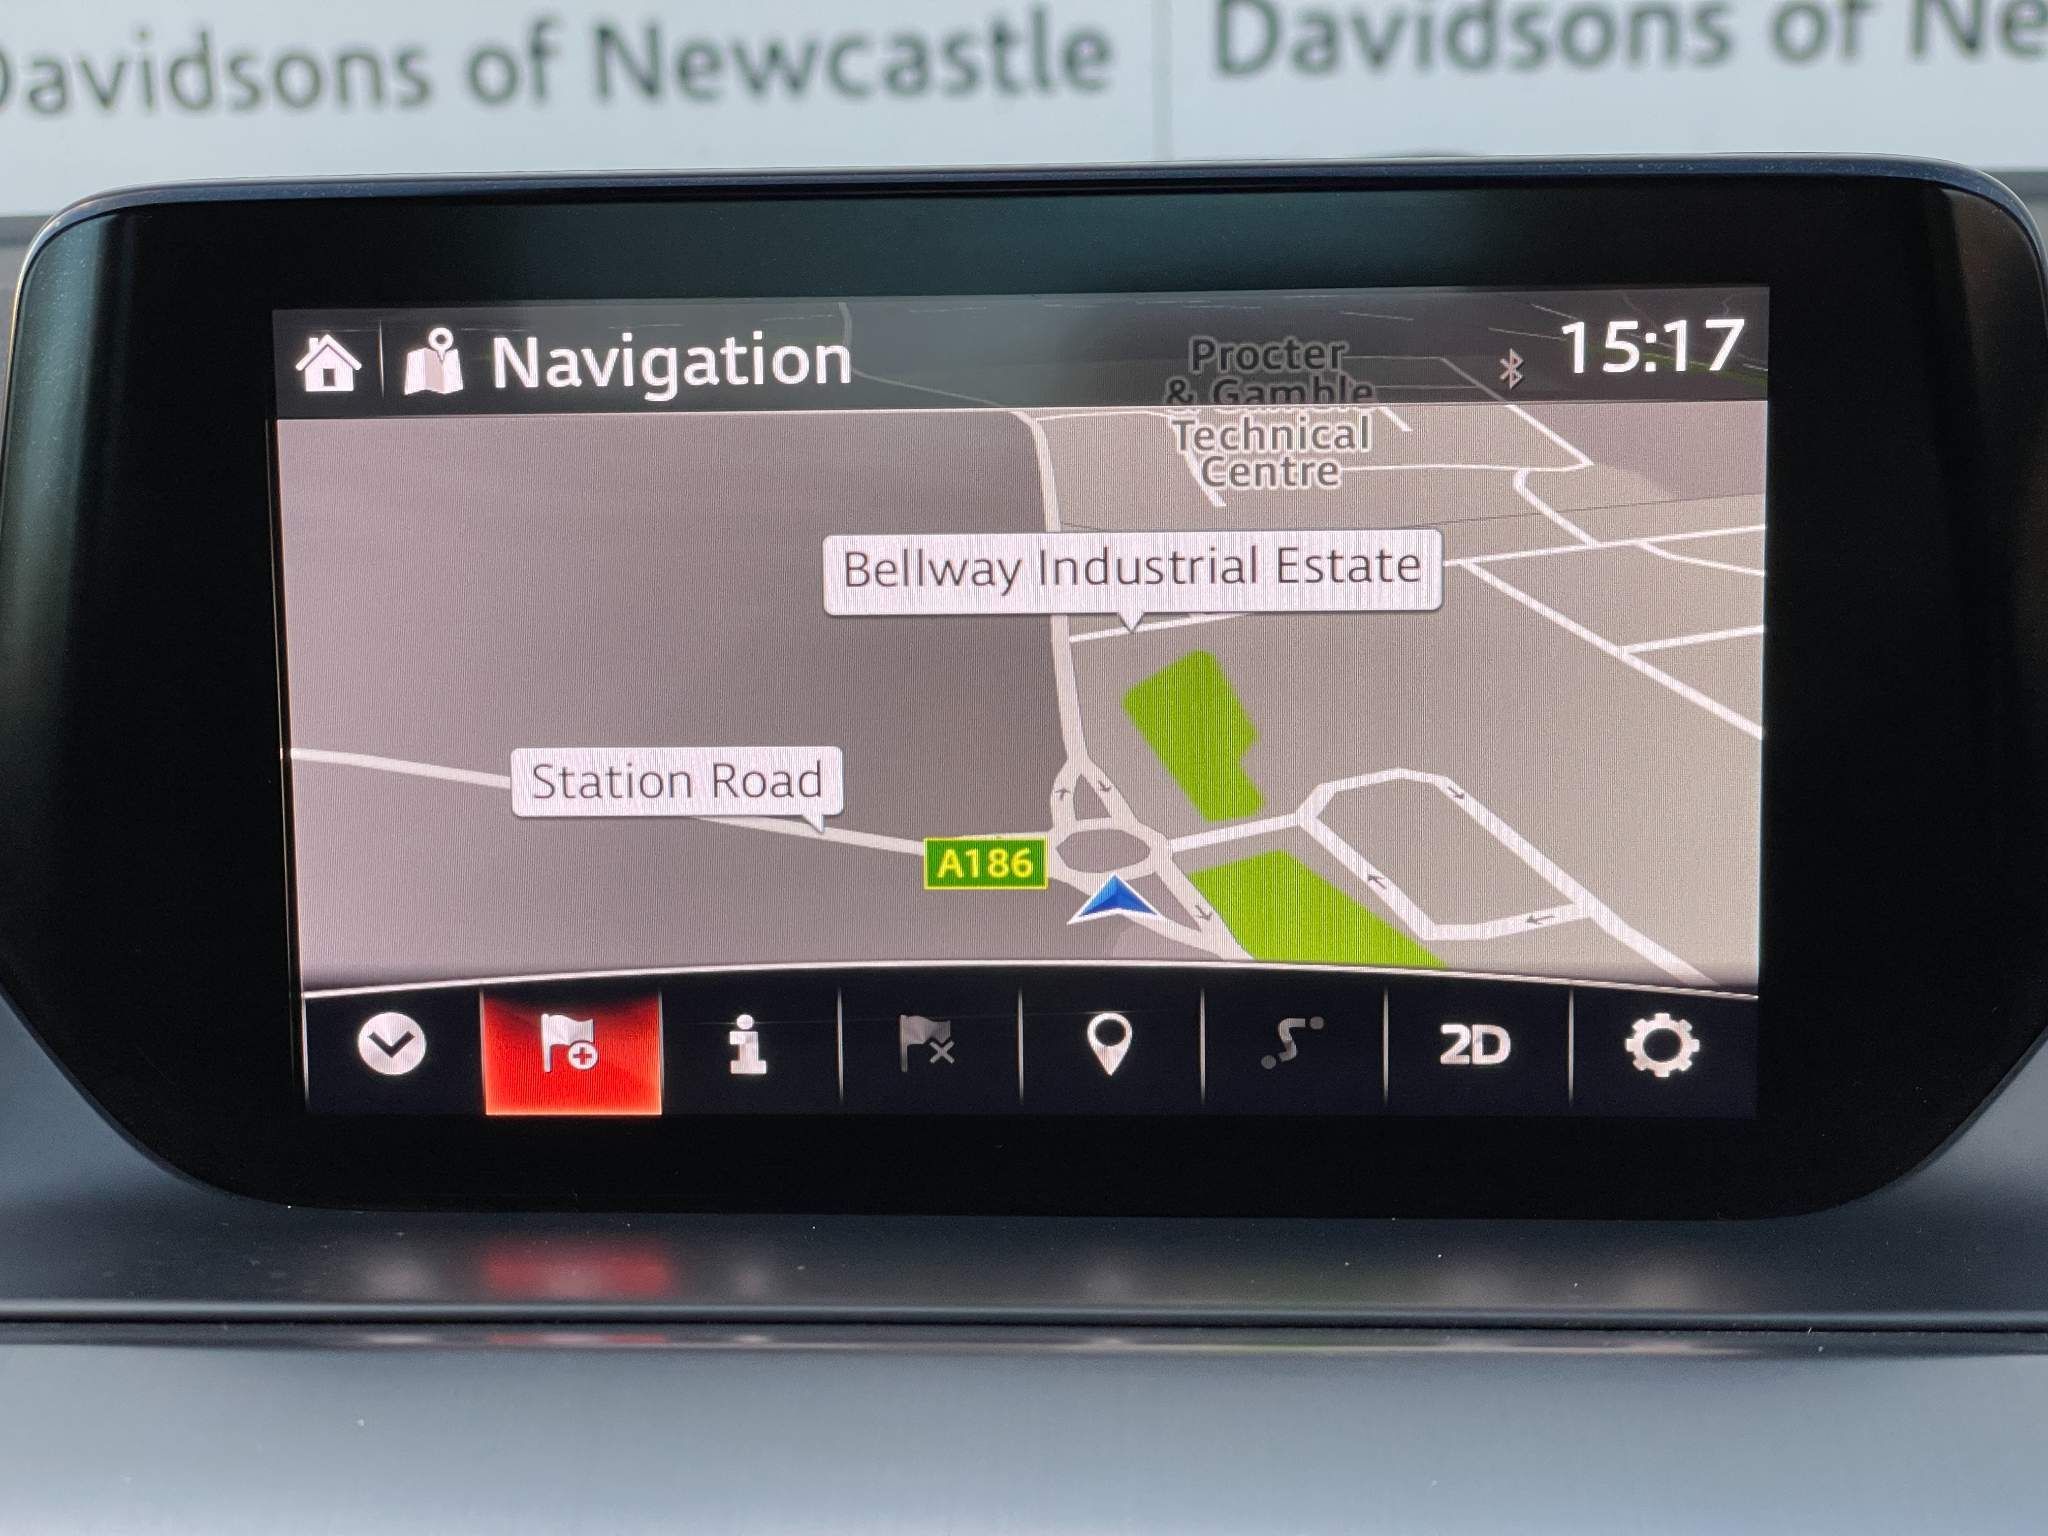 Davidsons of Newcastle
Davidsons of Ne
Navigation
15:17
Procter
& Gamble
Technical
Centre
Bellway Industrial Estate
Station Road
A186
2D